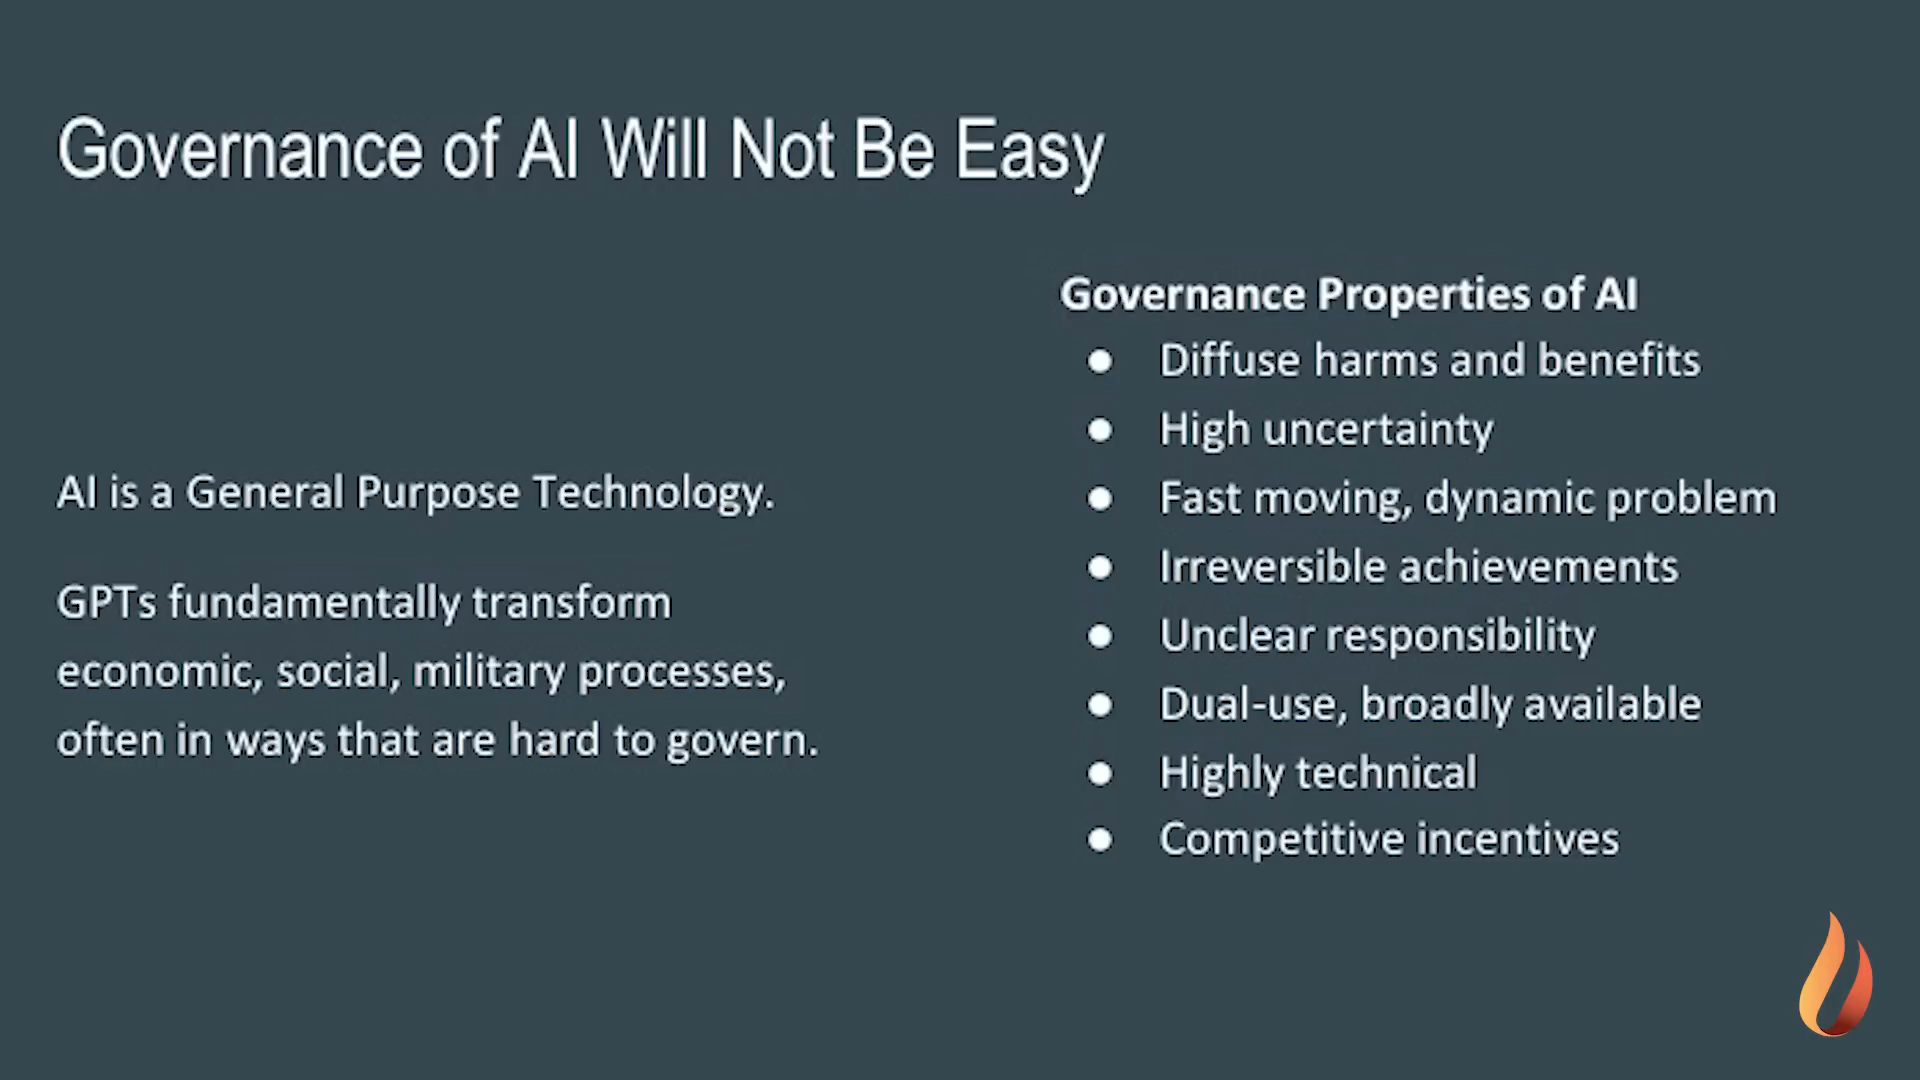 Governance of AI Will Not Be Easy
AI is a General Purpose Technology.
GPTs fundamentally transform
economic, social, military processes,
often in ways that are hard to govern.
Governance Properties of AI
● Diffuse harms and benefits
● High uncertainty
● Fast moving, dynamic problem
● Irreversible achievements
● Unclear responsibility
● Dual-use, broadly available
● Highly technical
● Competitive incentives